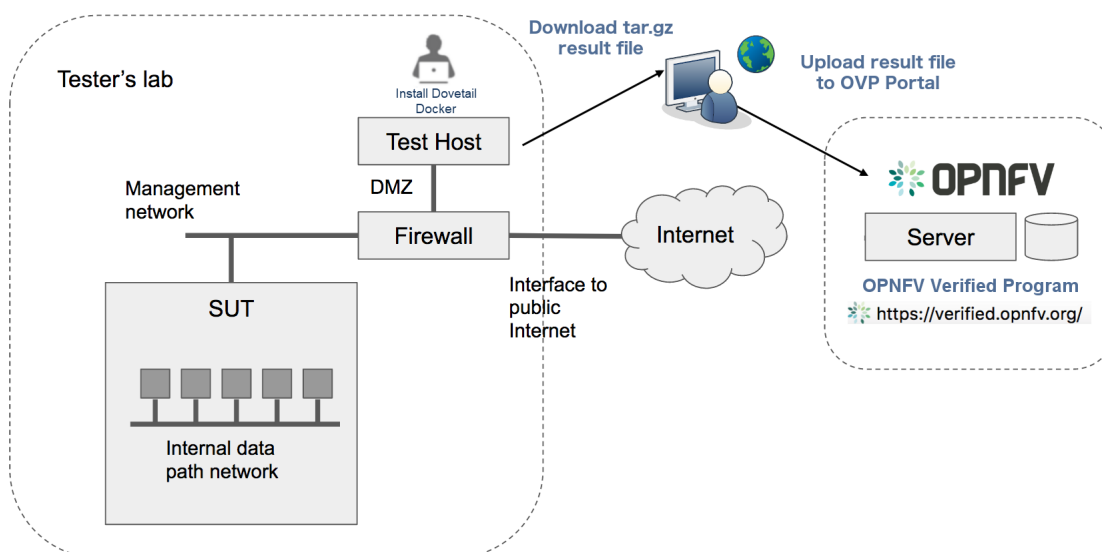 Tester's lab
Install Dovetail
Docker
Test Host
DMZ
Management
network
Firewall
Internet
Interface to
public
Internet
SUT
Internal data
path network
Download tar.gz
result file
Upload result file
to OVP Portal
OPNFV
Server
OPNFV Verified Program
https://verified.opnfv.org/